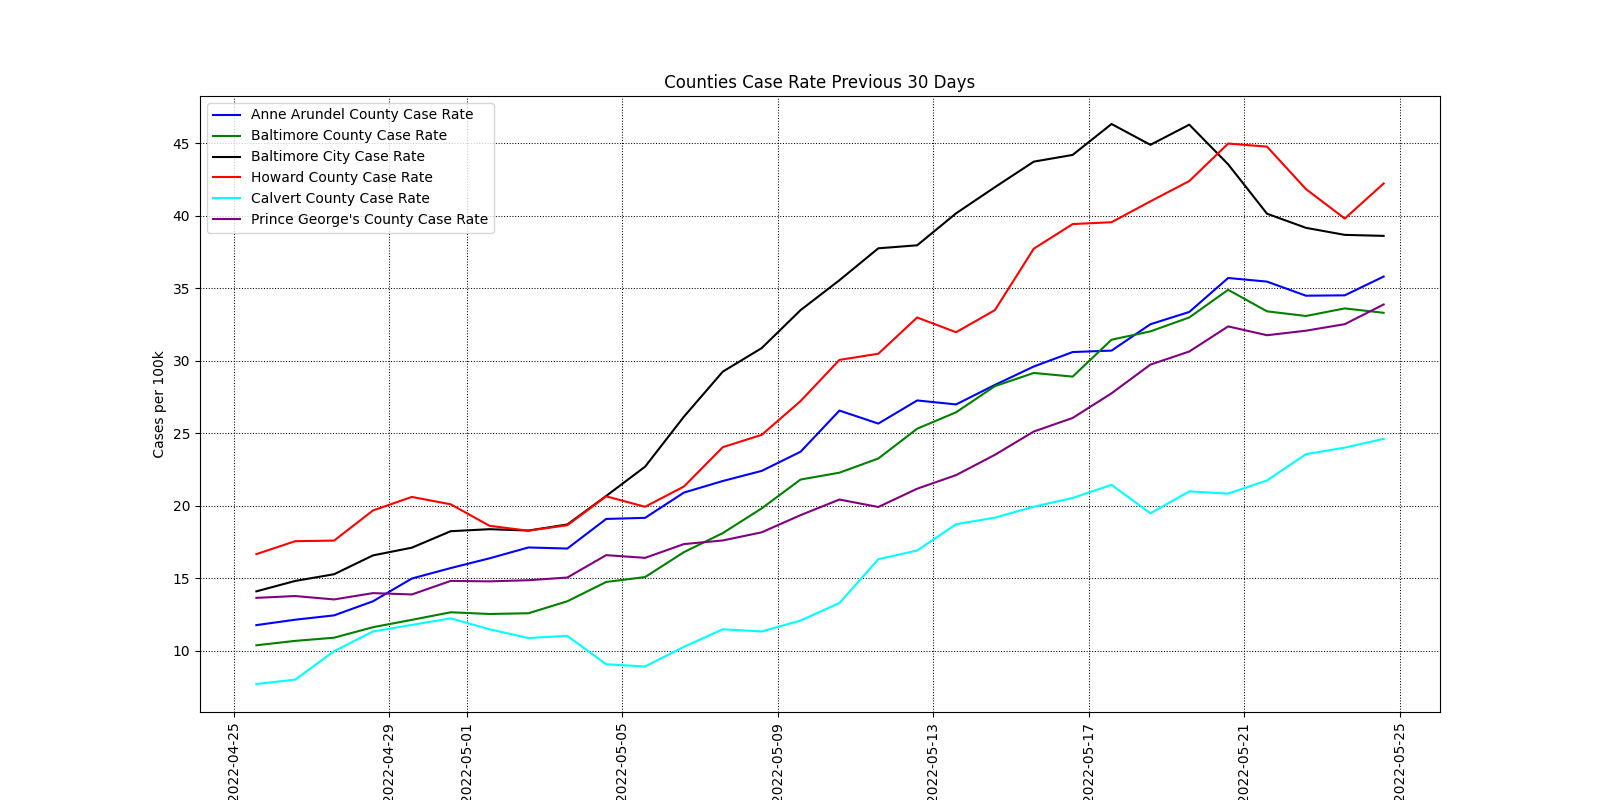 Counties Case Rate Previous 30 Days
Anne Arundel County Case Rate
Baltimore County Case Rate
Baltimore City Case Rate
Howard County Case Rate
Calvert County Case Rate
Prince George's County Case Rate
45
40
35
30
25
20
15
10
Cases per 100k
2022-04-25
2022-04-29
2022-05-01
2022-05-05
2022-05-09
2022-05-13
2022-05-17
2022-05-21
2022-05-25